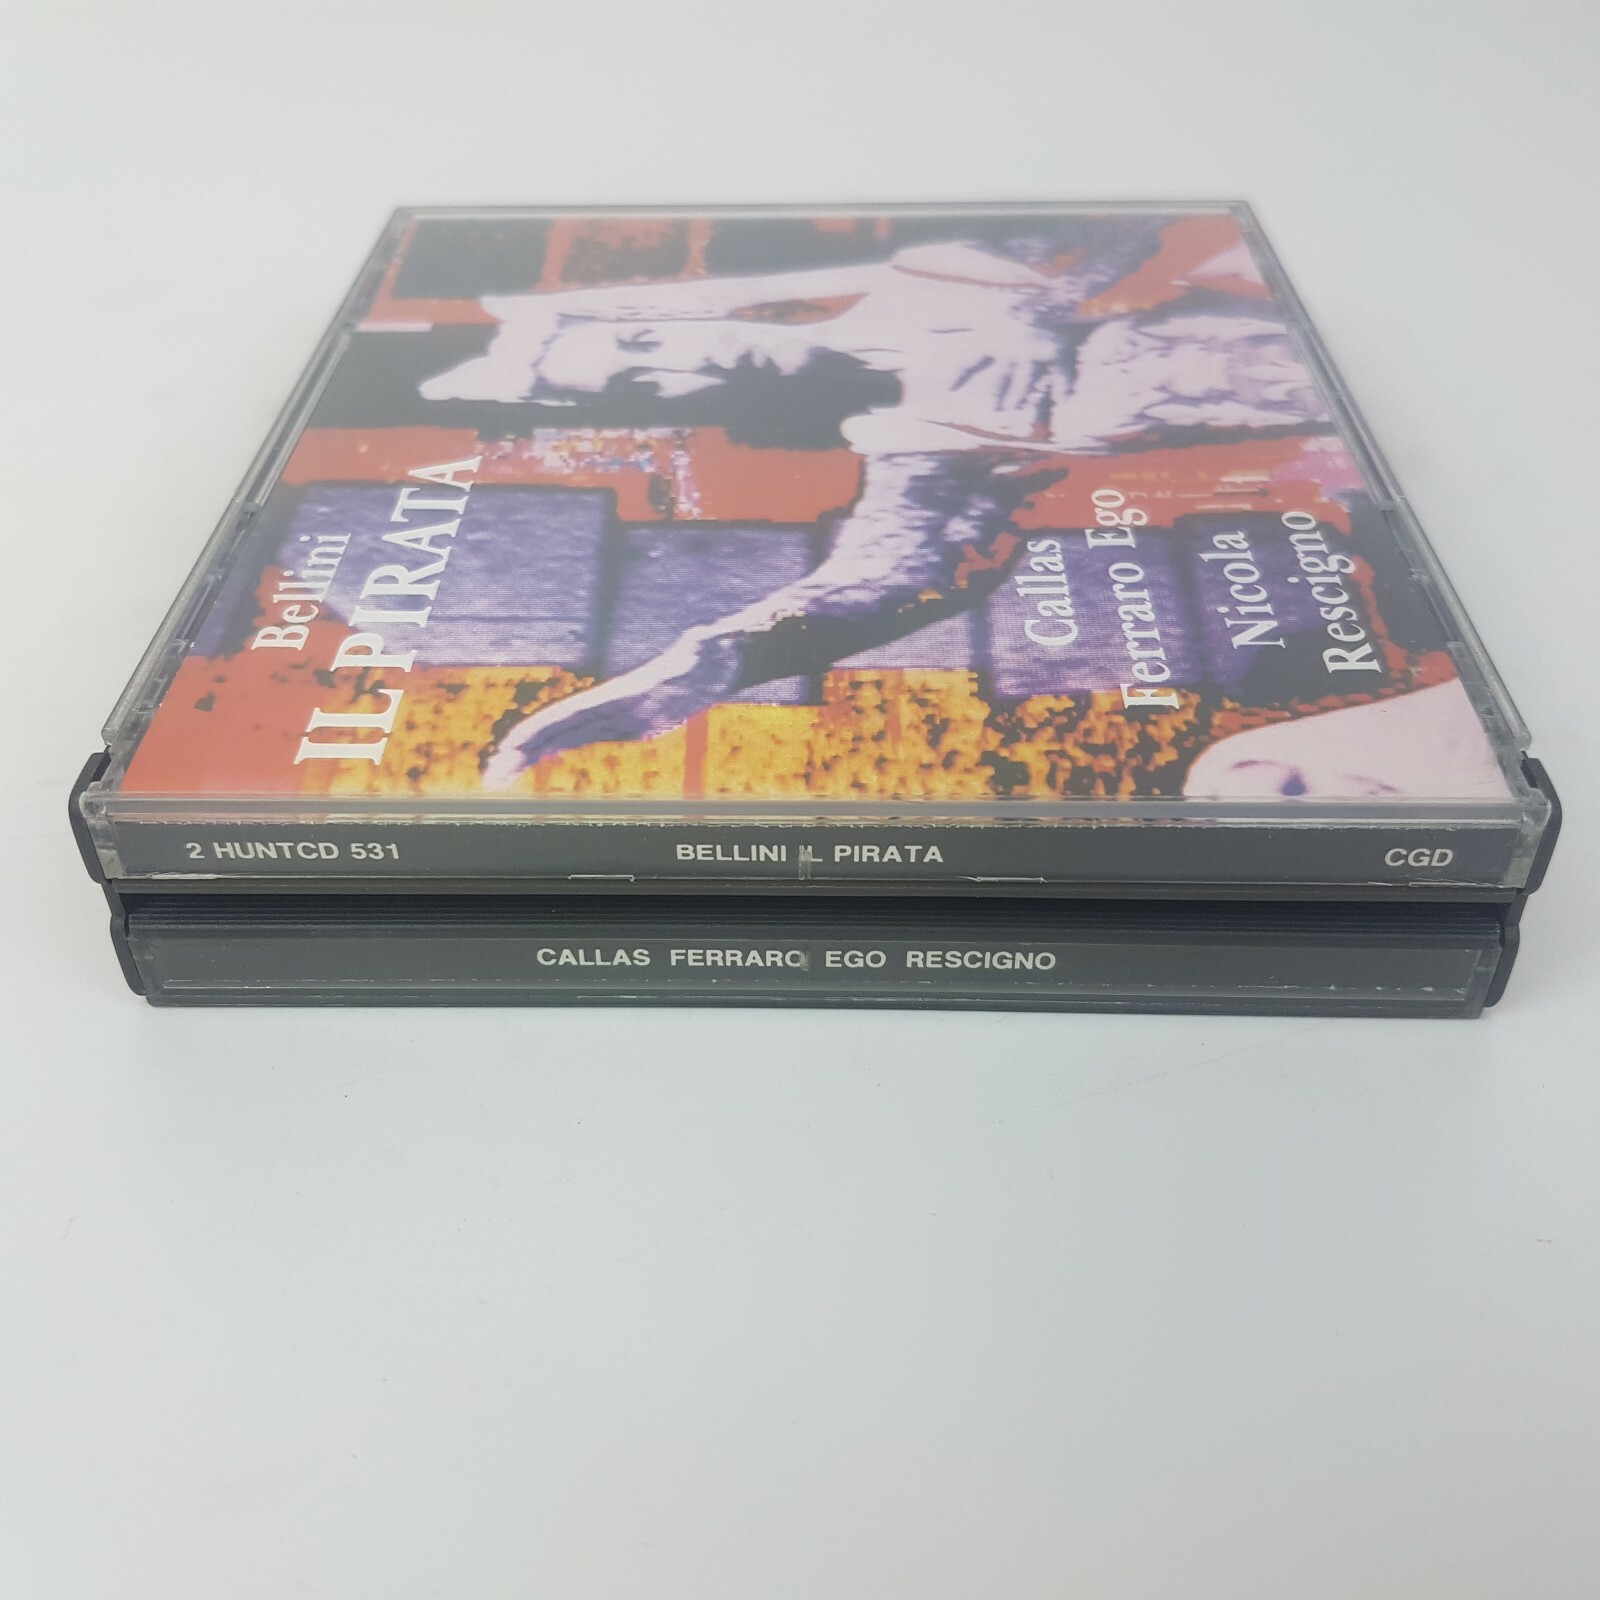 Bellini
IL PIRATA
Callas
Ferraro Ego
Nicola
Rescigno
2 HUNTCD 531 BELLINI IL PIRATA CGD
CALLAS FERRARO EGO RESCIGNO